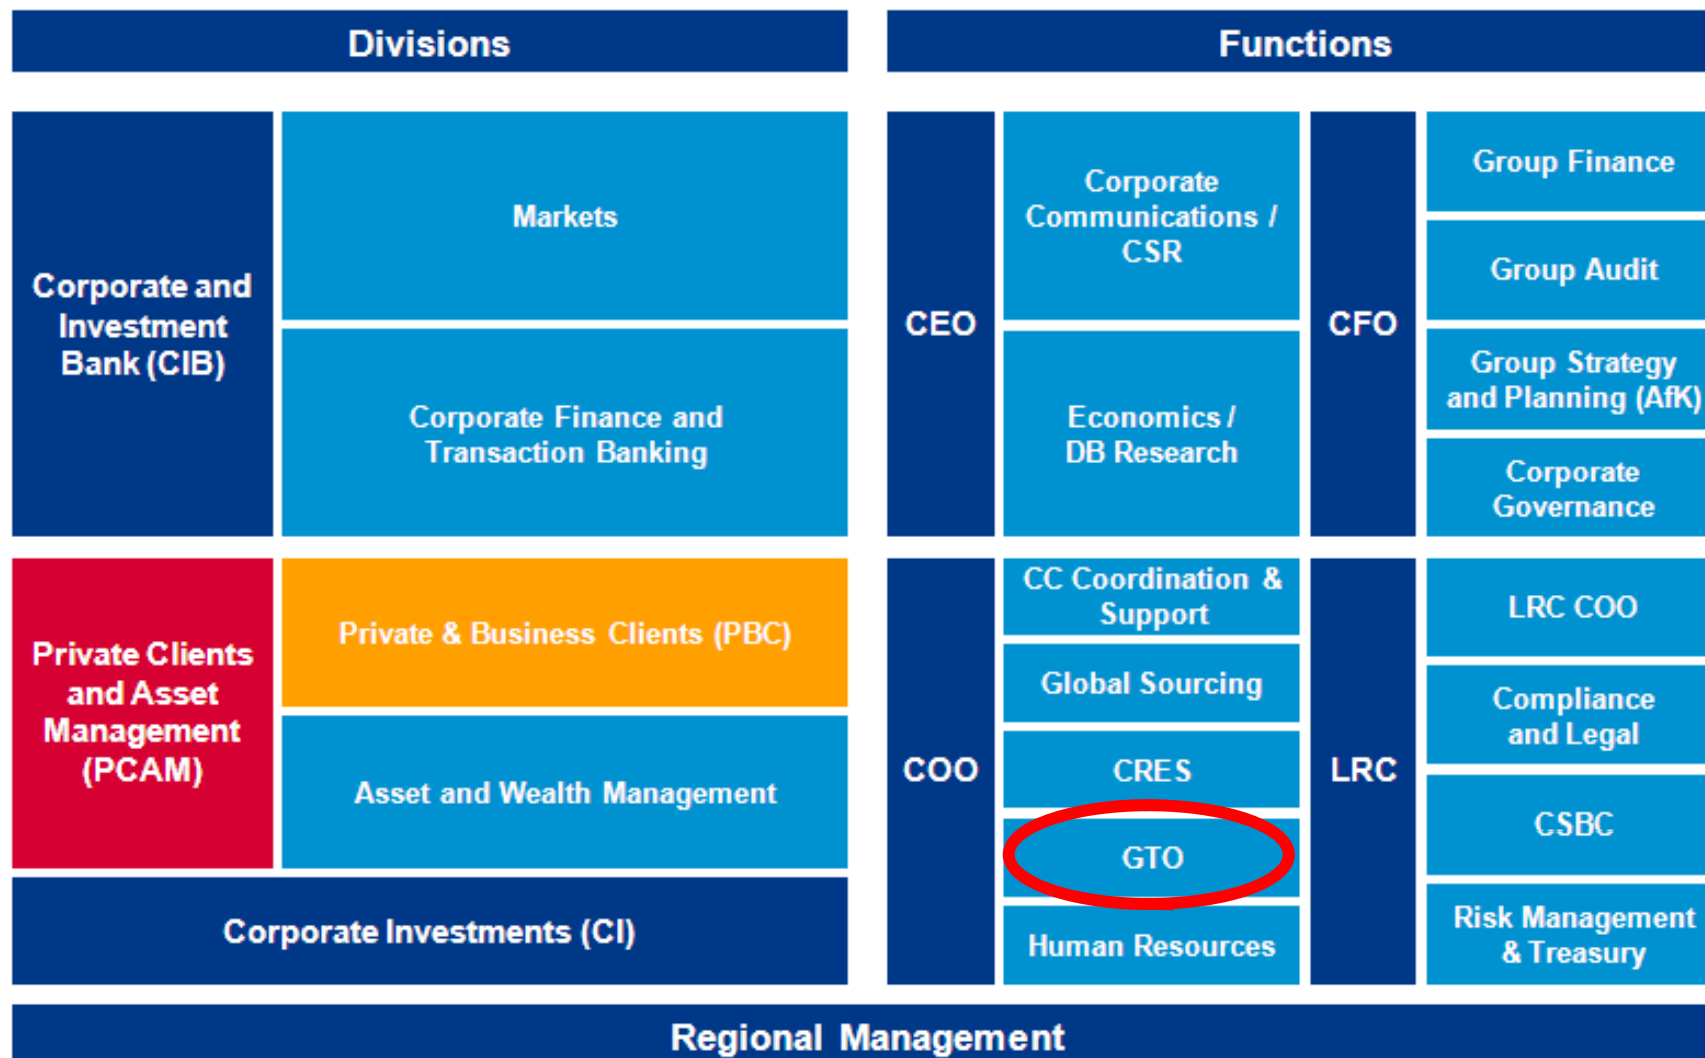 Divisions
Corporate and
Investment
Bank (CIB)
Markets
Corporate Finance and
Transaction Banking
Private Clients
and Asset
Management
(PCAM)
Private & Business Clients (PBC)
Asset and Wealth Management
Corporate Investments (CI)
Functions
CEO
Corporate
Communications /
CSR
Economics /
DB Research
CFO
Group Finance
Group Audit
Group Strategy
and Planning (AfK)
Corporate
Governance
COO
CC Coordination &
Support
Global Sourcing
CRES
GTO
Human Resources
LRC
LRC COO
Compliance
and Legal
CSBC
Risk Management
& Treasury
Regional Management